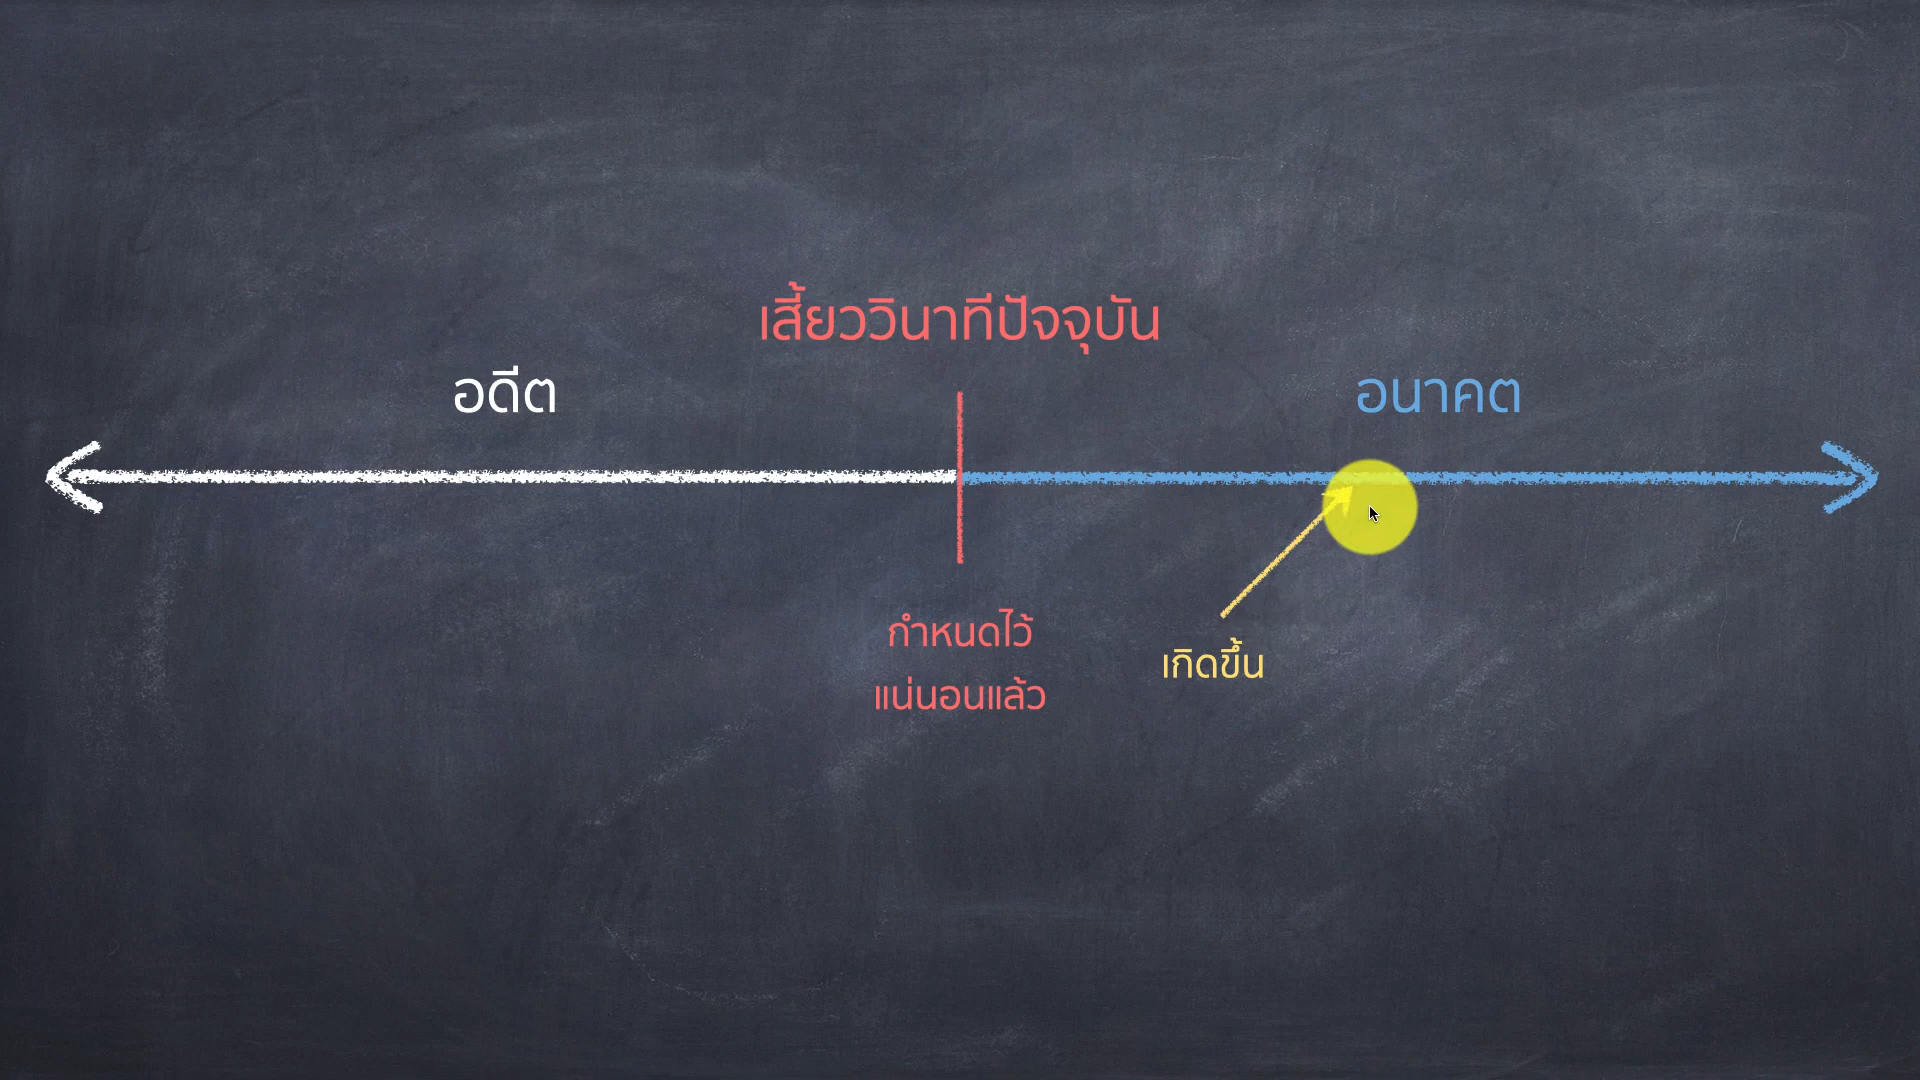 เสี้ยววินาทีปัจจุบัน
อดีต
อนาคต
กำหนดไว้
แน่นอนแล้ว
เกิดขึ้น